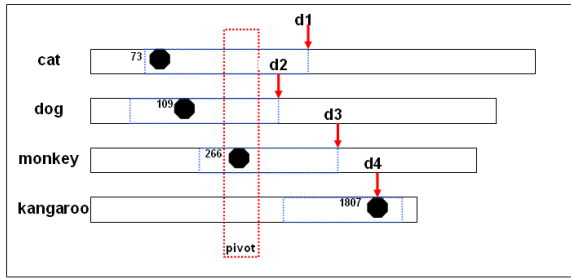 d1
cat 73
d2
dog 109
d3
monkey 266
d4
kangaroo 1807
pivot